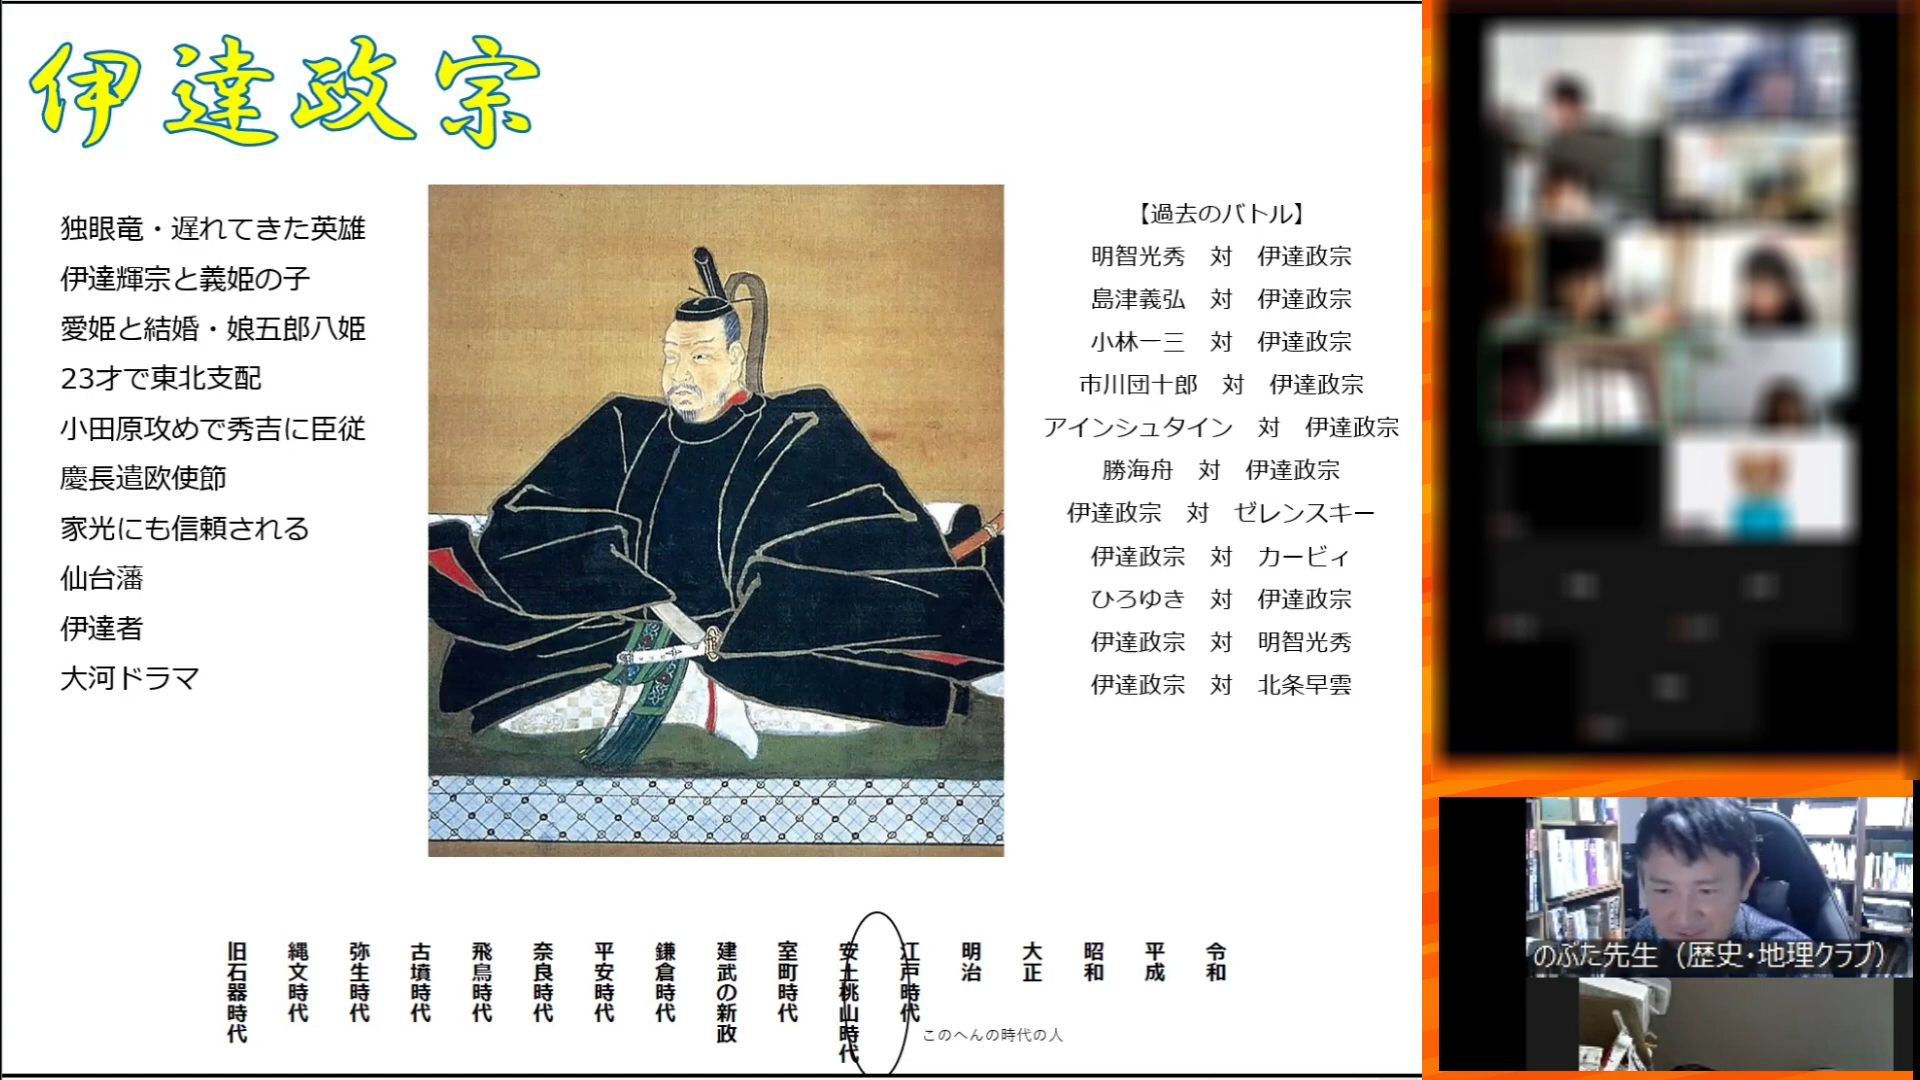 伊達政宗
独眼竜・遅れてきた英雄
伊達輝宗と義姫の子
愛姫と結婚・娘五郎八姫
23才で東北支配
小田原攻めで秀吉に臣従
慶長遣欧使節
家光にも信頼される
仙台藩
伊達者
大河ドラマ
【過去のバトル】
明智光秀　対　伊達政宗
島津義弘　対　伊達政宗
小林一三　対　伊達政宗
市川団十郎　対　伊達政宗
アインシュタイン　対　伊達政宗
勝海舟　対　伊達政宗
伊達政宗　対　ゼレンスキー
伊達政宗　対　カービィ
ひろゆき　対　伊達政宗
伊達政宗　対　明智光秀
伊達政宗　対　北条早雲
旧石器時代
縄文時代
弥生時代
古墳時代
飛鳥時代
奈良時代
平安時代
鎌倉時代
建武の新政
室町時代
安土桃山時代
江戸時代
明治
大正
昭和
平成
令和
このへんの時代の人
のぶた先生（歴史・地理クラブ）